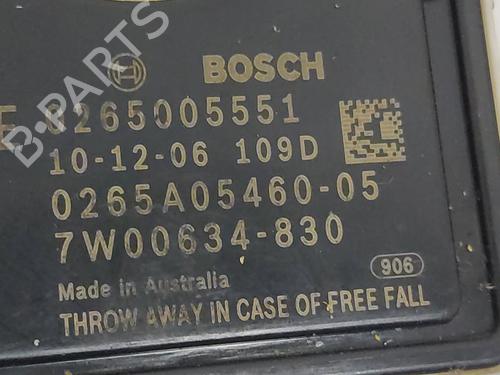 BOSCH
E 0265005551
10-12-06 109D
0265A05460-05
7W00634-830
906
Made in Australia
THROW AWAY IN CASE OF FREE FALL
B-PARTS